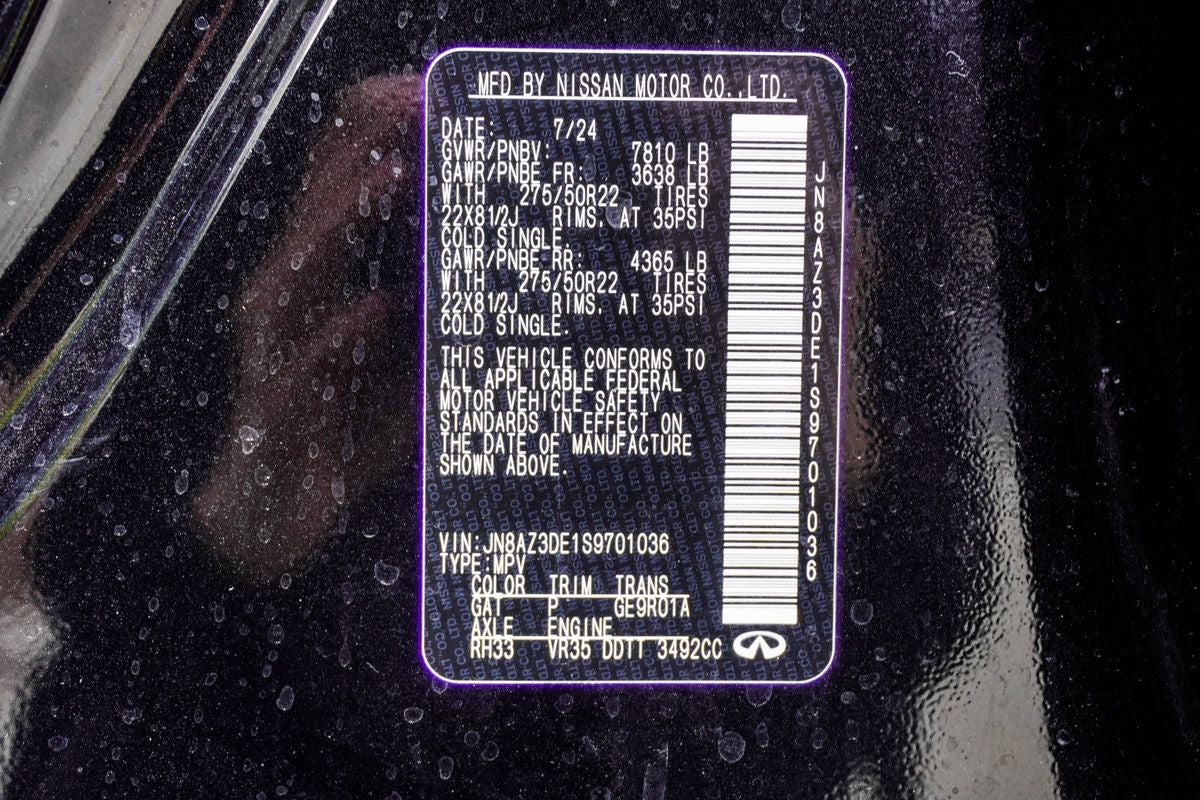 MFD BY NISSAN MOTOR CO.,LTD.
DATE: 7/24
GVWR/PNBV: 7810 LB
GAWR/PNBE FR: 3638 LB
WITH 275/50R22 TIRES
22X81/2J RIMS. AT 35PSI
COLD SINGLE.
GAWR/PNBE RR: 4365 LB
WITH 275/50R22 TIRES
22X81/2J RIMS. AT 35PSI
COLD SINGLE.
THIS VEHICLE CONFORMS TO
ALL APPLICABLE FEDERAL
MOTOR VEHICLE SAFETY
STANDARDS IN EFFECT ON
THE DATE OF MANUFACTURE
SHOWN ABOVE.
VIN:JN8AZ3DE1S9701036
TYPE:MPV
COLOR TRIM TRANS
GAT P GE9R01A
AXLE ENGINE
RH33 VR35 DDTT 3492CC
JN8AZ3DE1S9701036